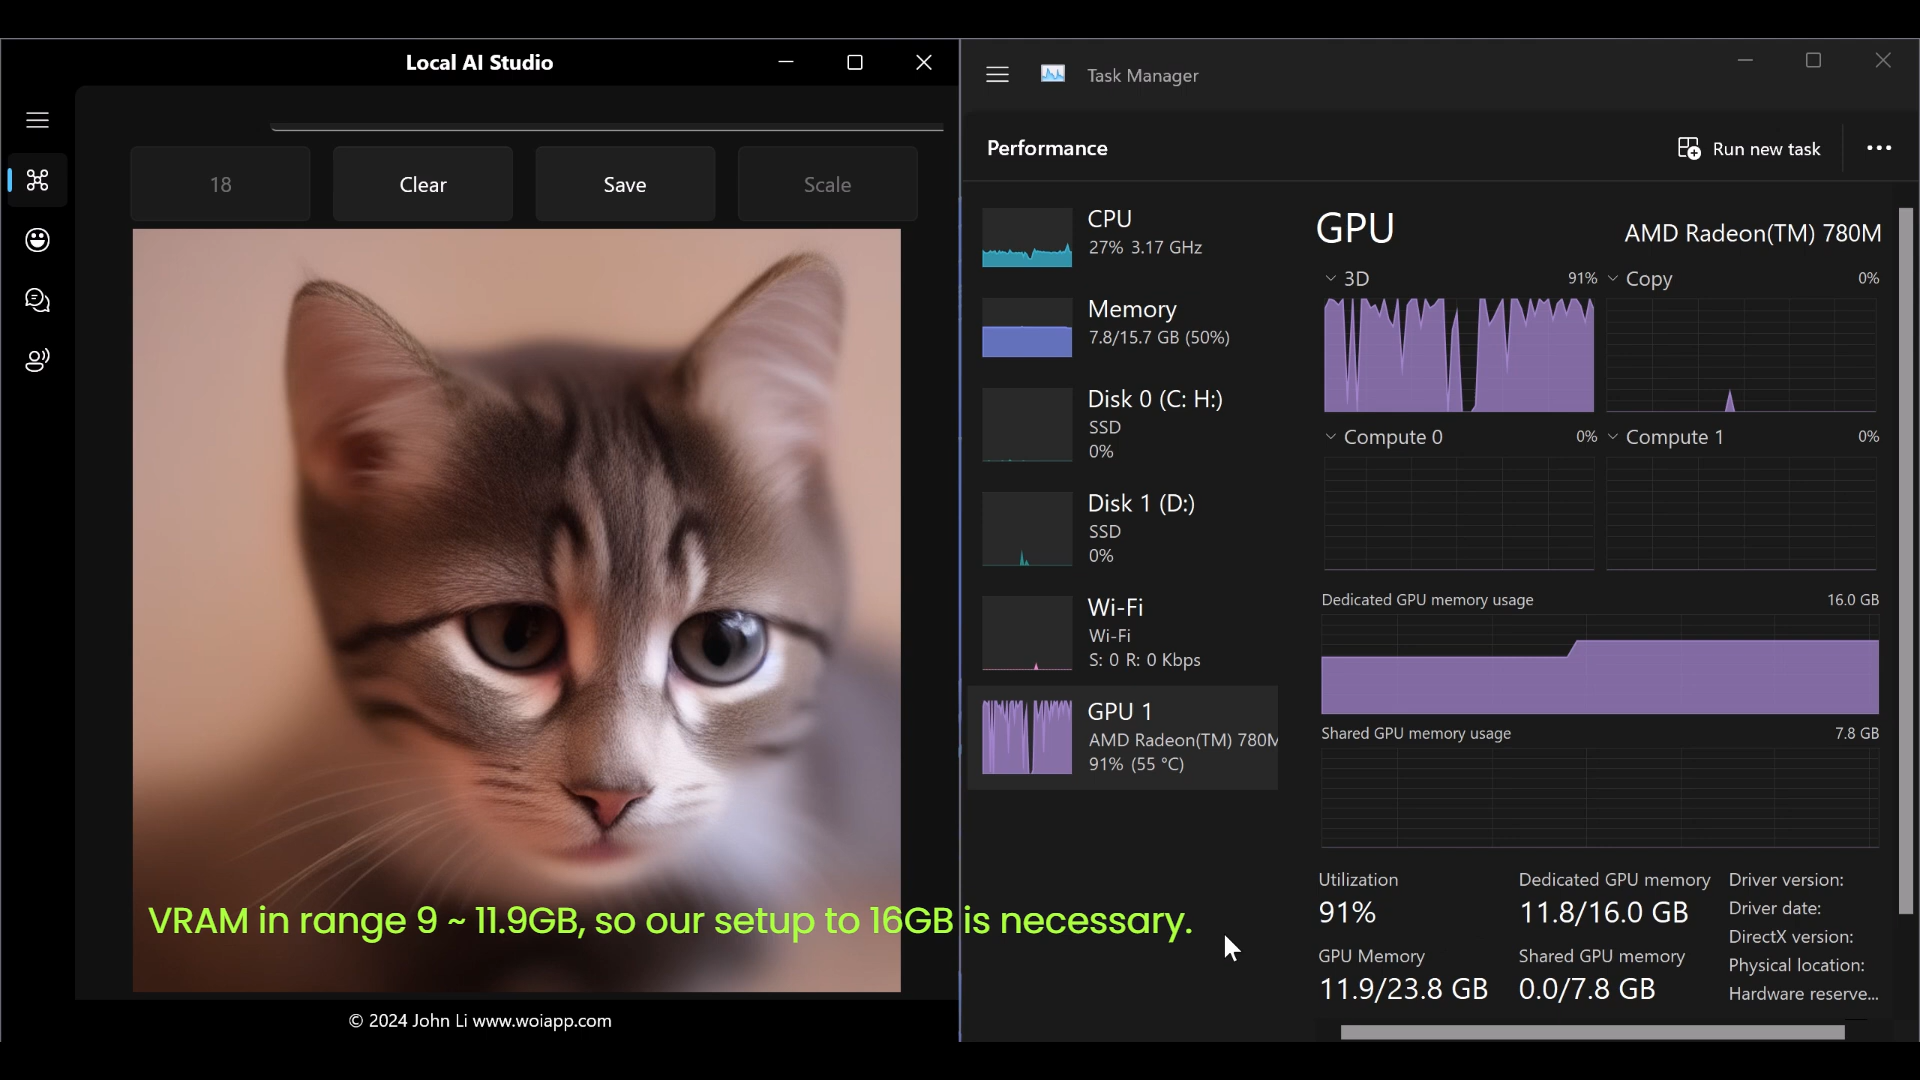 Local AI Studio
18
Clear
Save
Scale
VRAM in range 9 ~ 11.9GB, so our setup to 16GB is necessary.
© 2024 John Li www.woiapp.com
Task Manager
Performance
Run new task
CPU
27% 3.17 GHz
Memory
7.8/15.7 GB (50%)
Disk 0 (C: H:)
SSD
0%
Disk 1 (D:)
SSD
0%
Wi-Fi
Wi-Fi
S: 0 R: 0 Kbps
GPU 1
AMD Radeon(TM) 780M
91% (55 °C)
GPU
AMD Radeon(TM) 780M
3D 91%
Copy 0%
Compute 0 0%
Compute 1 0%
Dedicated GPU memory usage 16.0 GB
Shared GPU memory usage 7.8 GB
Utilization
91%
Dedicated GPU memory
11.8/16.0 GB
GPU Memory
11.9/23.8 GB
Shared GPU memory
0.0/7.8 GB
Driver version:
Driver date:
DirectX version:
Physical location:
Hardware reserve...